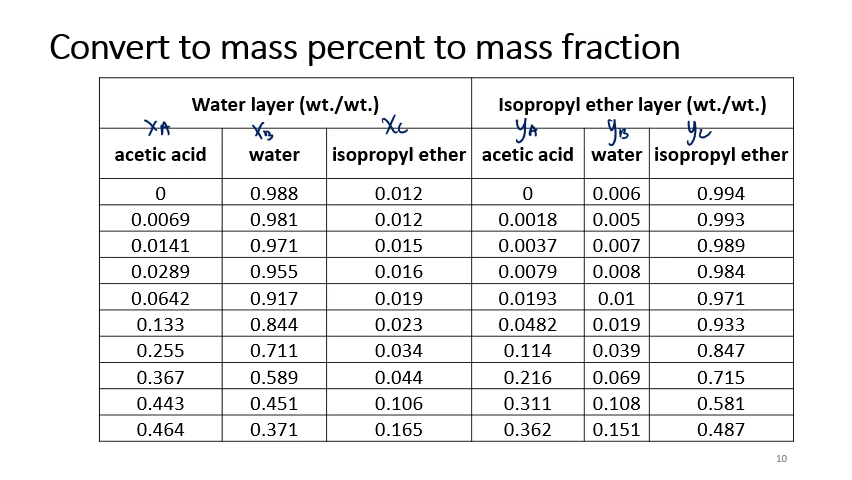 Convert to mass percent to mass fraction
Water layer (wt./wt.) Isopropyl ether layer (wt./wt.)
xA xB xC yA yB yC
acetic acid water isopropyl ether acetic acid water isopropyl ether
0 0.988 0.012 0 0.006 0.994
0.0069 0.981 0.012 0.0018 0.005 0.993
0.0141 0.971 0.015 0.0037 0.007 0.989
0.0289 0.955 0.016 0.0079 0.008 0.984
0.0642 0.917 0.019 0.0193 0.01 0.971
0.133 0.844 0.023 0.0482 0.019 0.933
0.255 0.711 0.034 0.114 0.039 0.847
0.367 0.589 0.044 0.216 0.069 0.715
0.443 0.451 0.106 0.311 0.108 0.581
0.464 0.371 0.165 0.362 0.151 0.487
10